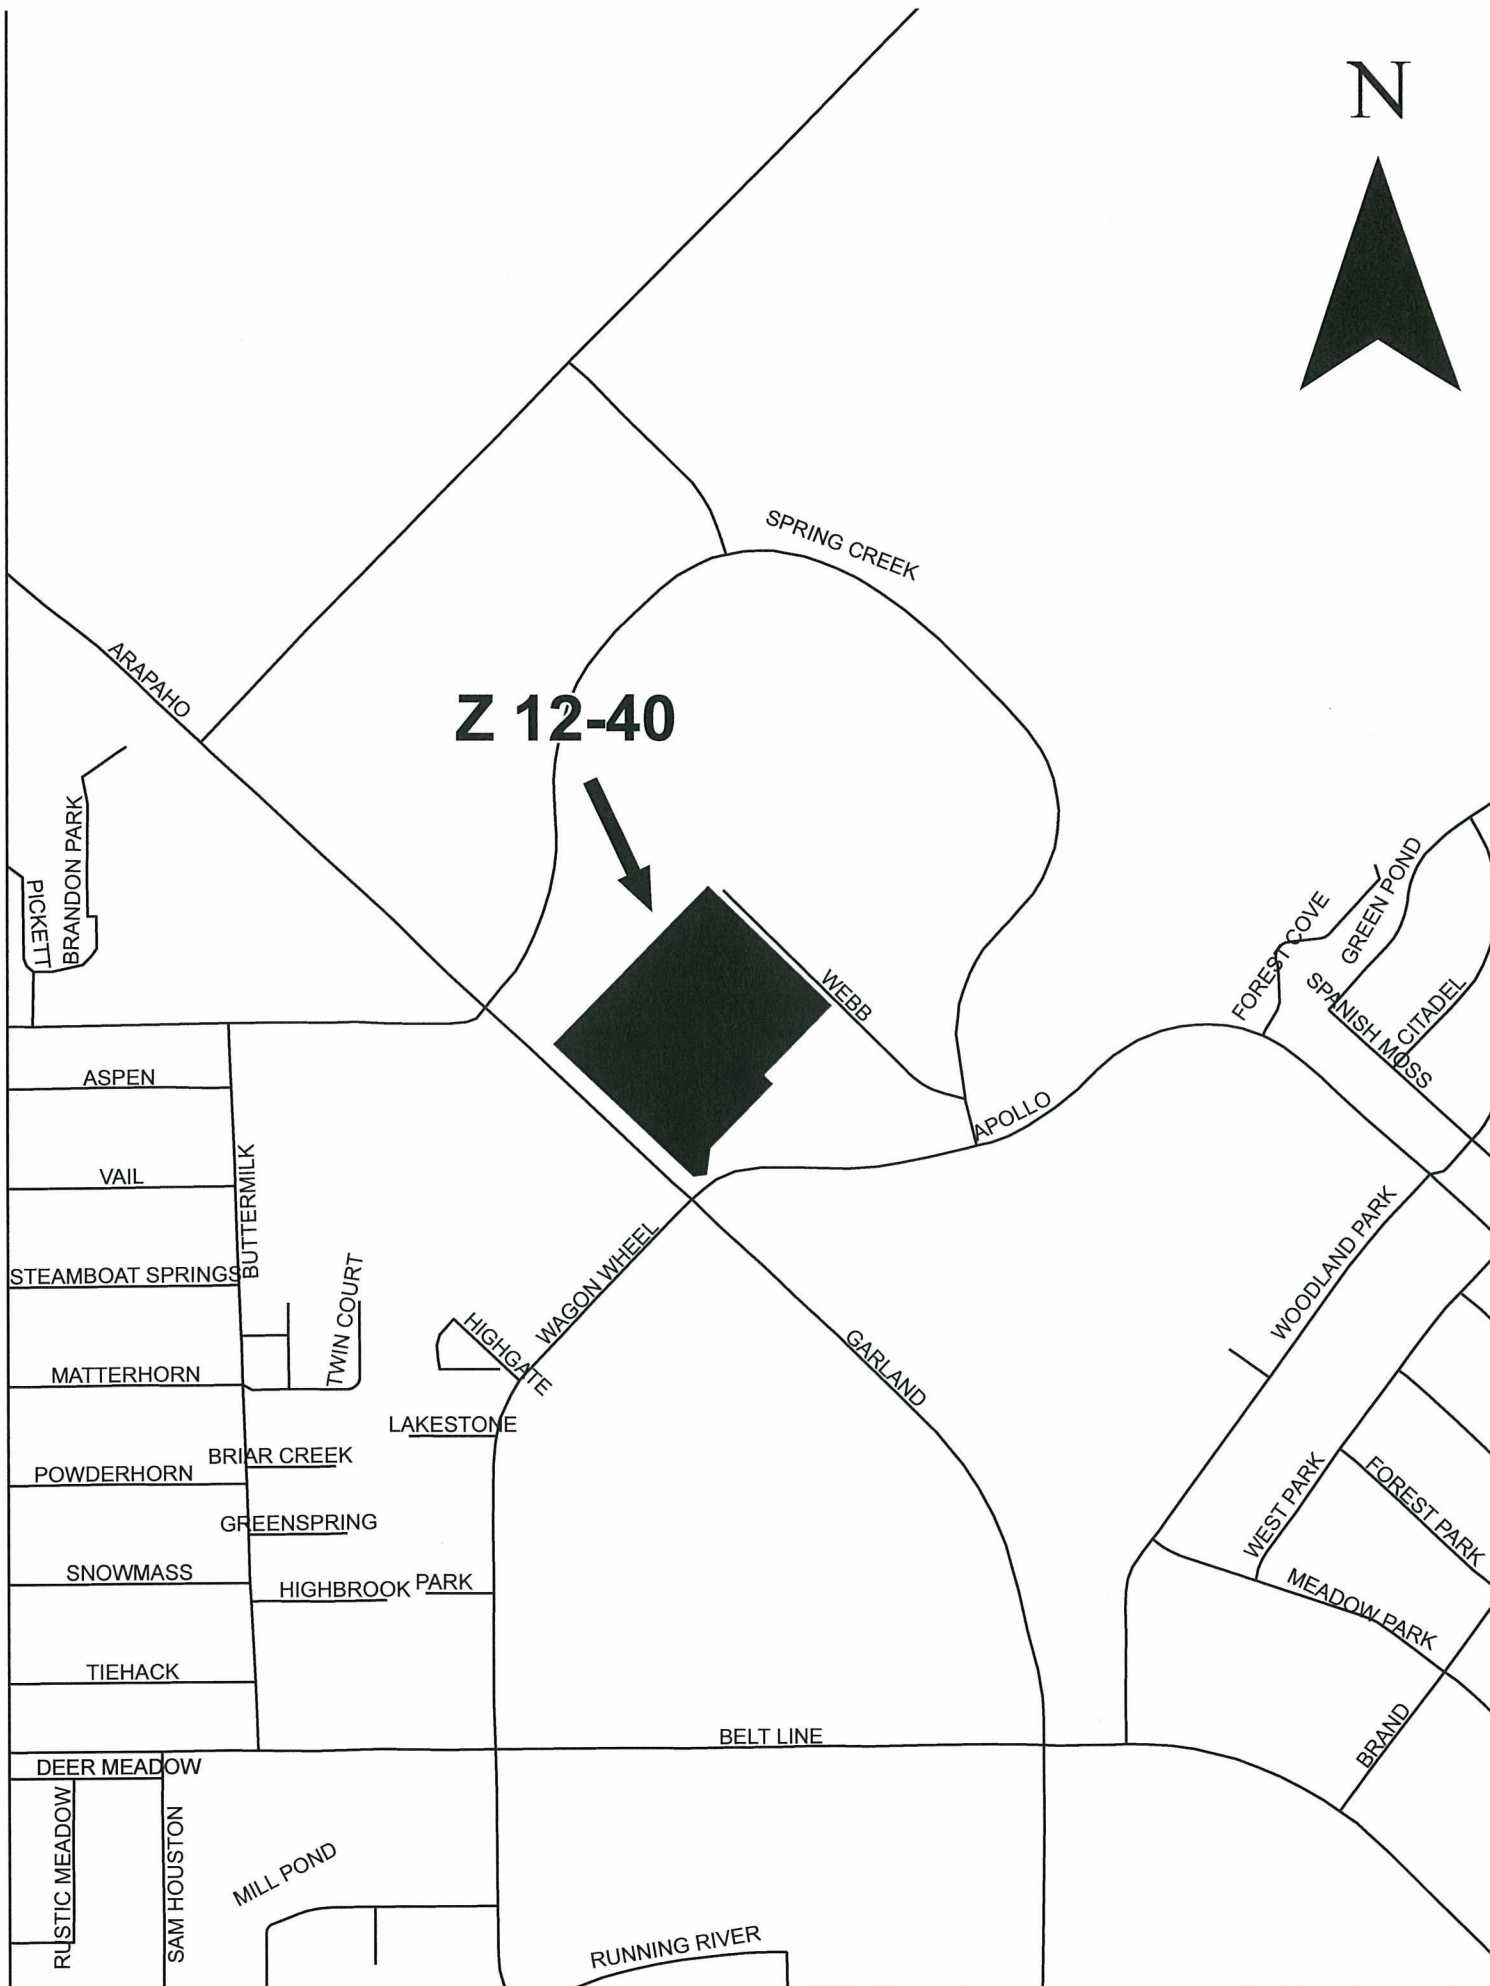 N
SPRING CREEK
ARAPAHO
Z 12-40
BRANDON PARK
PICKETT
GREEN POND
FOREST COVE
WEBB
SPANISH MOSS
CITADEL
ASPEN
APOLLO
VAIL
BUTTERMILK
WOODLAND PARK
STEAMBOAT SPRINGS
TWIN COURT
WAGON WHEEL
HIGHGATE
GARLAND
MATTERHORN
LAKESTONE
BRIAR CREEK
POWDERHORN
WEST PARK
FOREST PARK
GREENSPRING
SNOWMASS
HIGHBROOK
PARK
MEADOW PARK
TIEHACK
BRAND
BELT LINE
DEER MEADOW
RUSTIC MEADOW
SAM HOUSTON
MILL POND
RUNNING RIVER